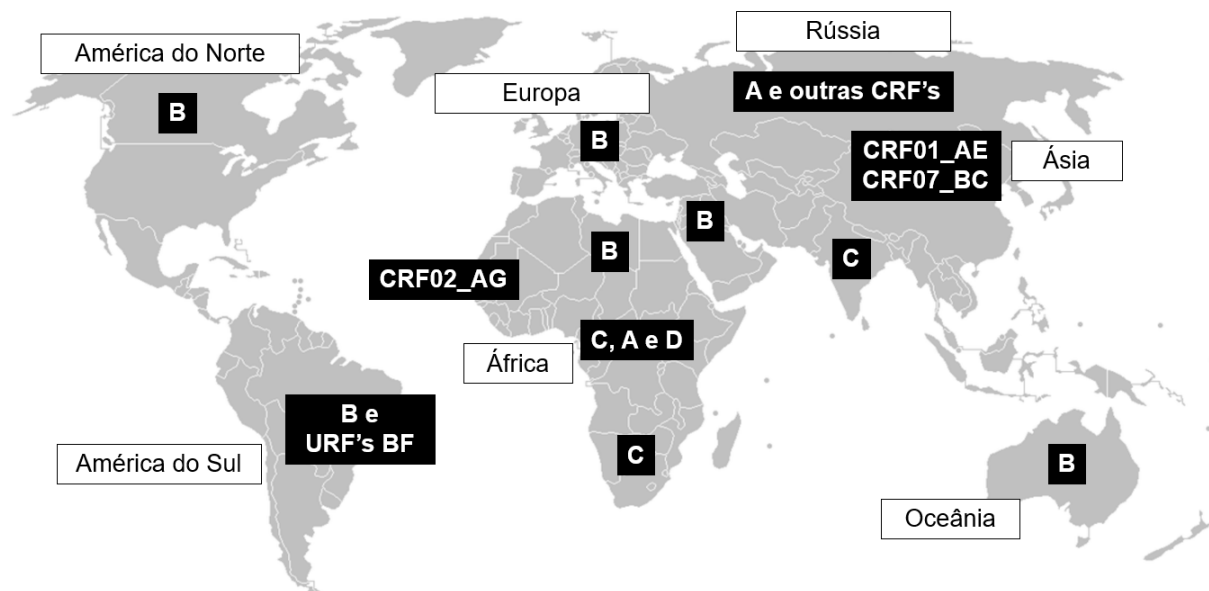 América do Norte
Rússia
B
Europa
A e outras CRF’s
B
CRF01_AE
CRF07_BC
Ásia
B
B
C
CRF02_AG
C, A e D
África
B e
URF’s BF
América do Sul
C
B
Oceânia